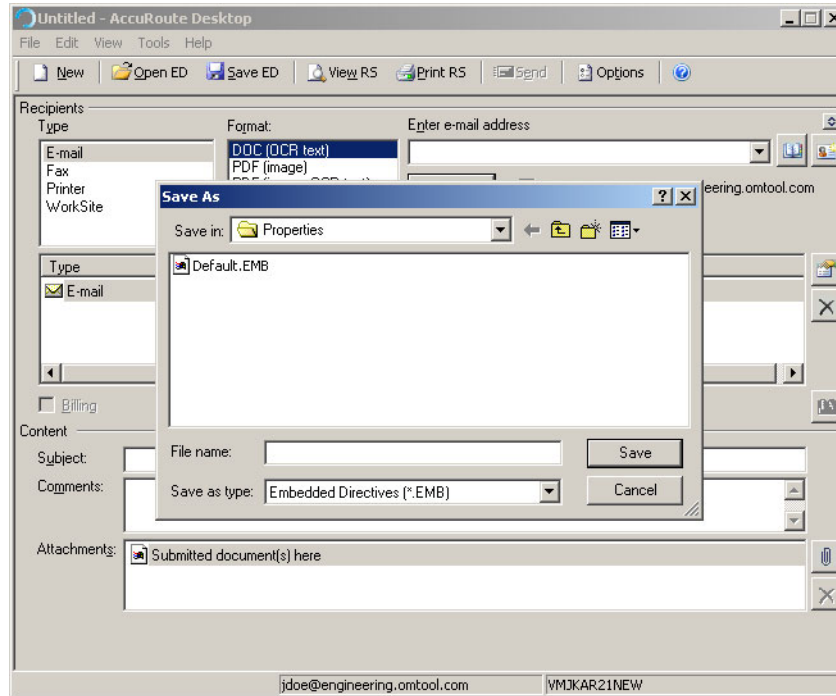 Untitled - AccuRoute Desktop
File Edit View Tools Help
New Open ED Save ED View RS Print RS Send Options
Recipients
Type Format: Enter e-mail address
E-mail DOC (OCR text)
Fax PDF (image)
Printer
WorkSite eering.omtool.com
Save As
Save in: Properties
Default.EMB
Type
E-mail
Billing
Content
File name: Save
Subject:
Save as type: Embedded Directives (*.EMB) Cancel
Comments:
Attachments: Submitted document(s) here
jdoe@engineering.omtool.com VMJKAR21NEW